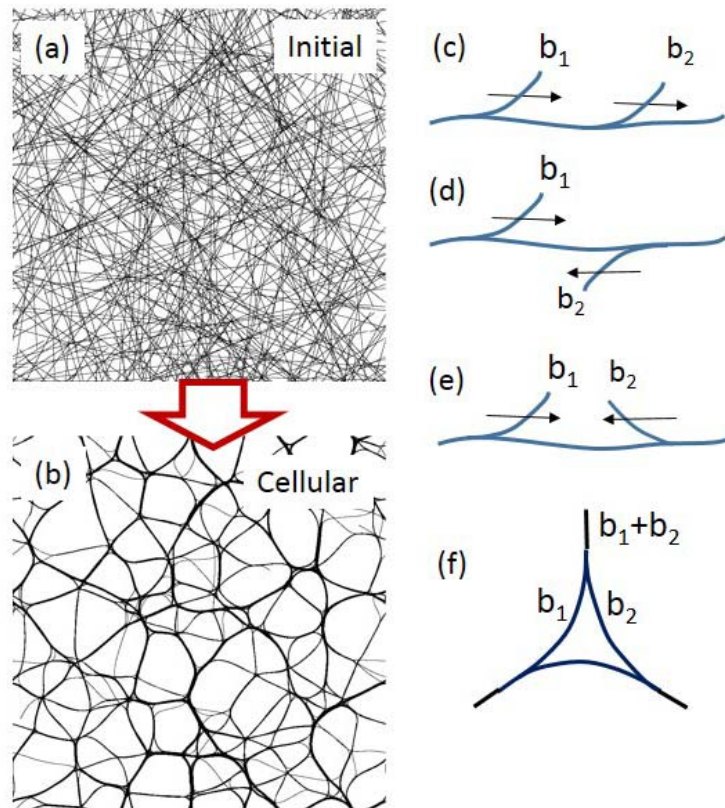 (a)
Initial
(b)
Cellular
(c)
b₁
b₂
(d)
b₁
b₂
(e)
b₁
b₂
(f)
b₁+b₂
b₁
b₂